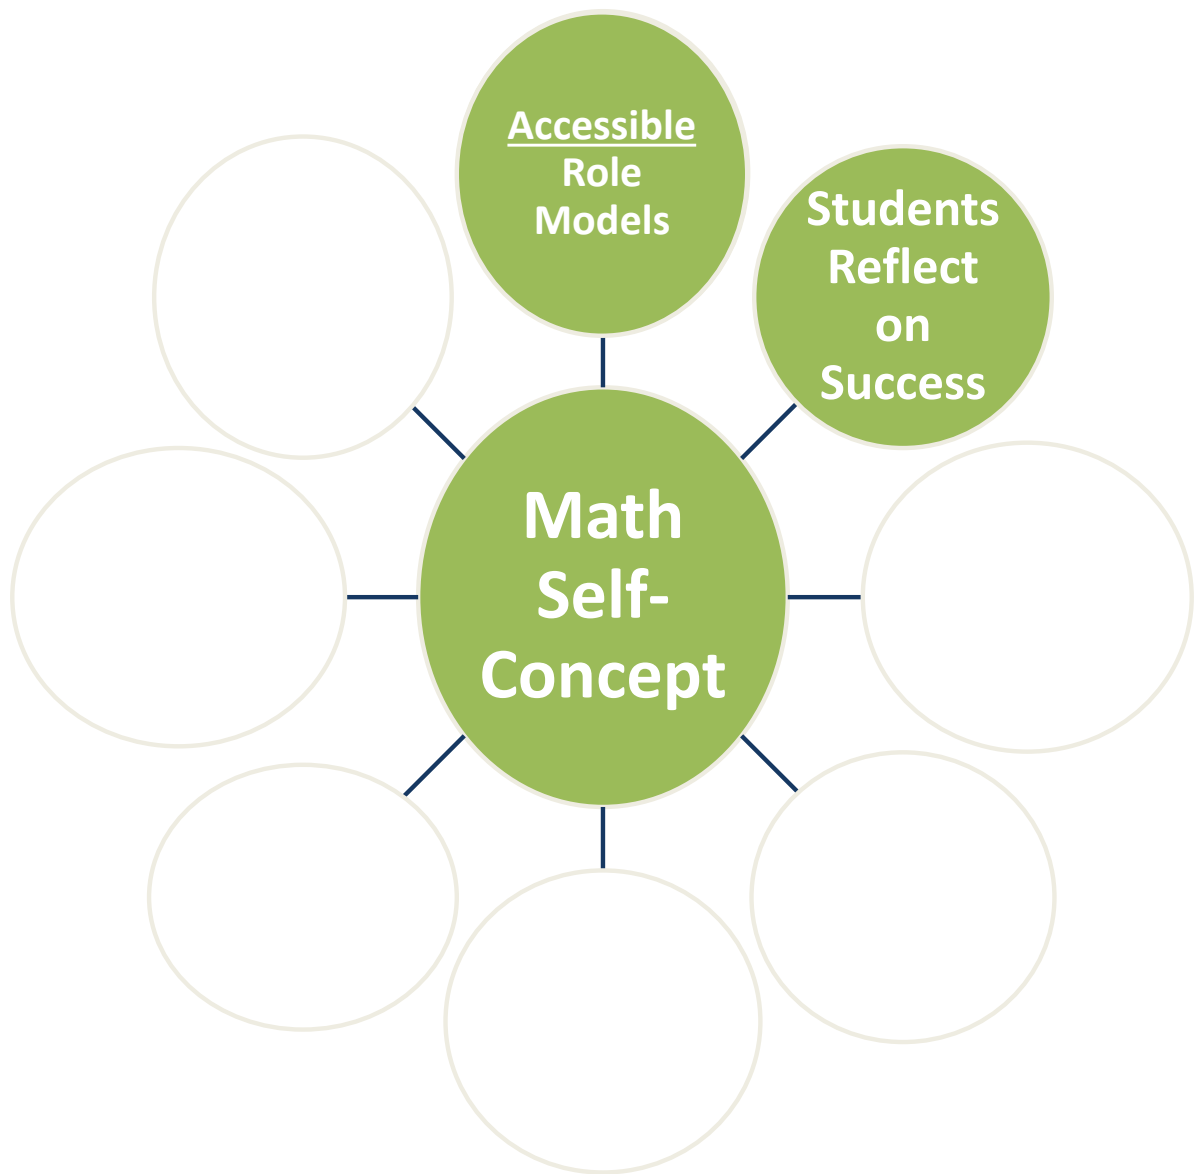 Accessible
Role
Models
Students
Reflect
on
Success
Math
Self-
Concept